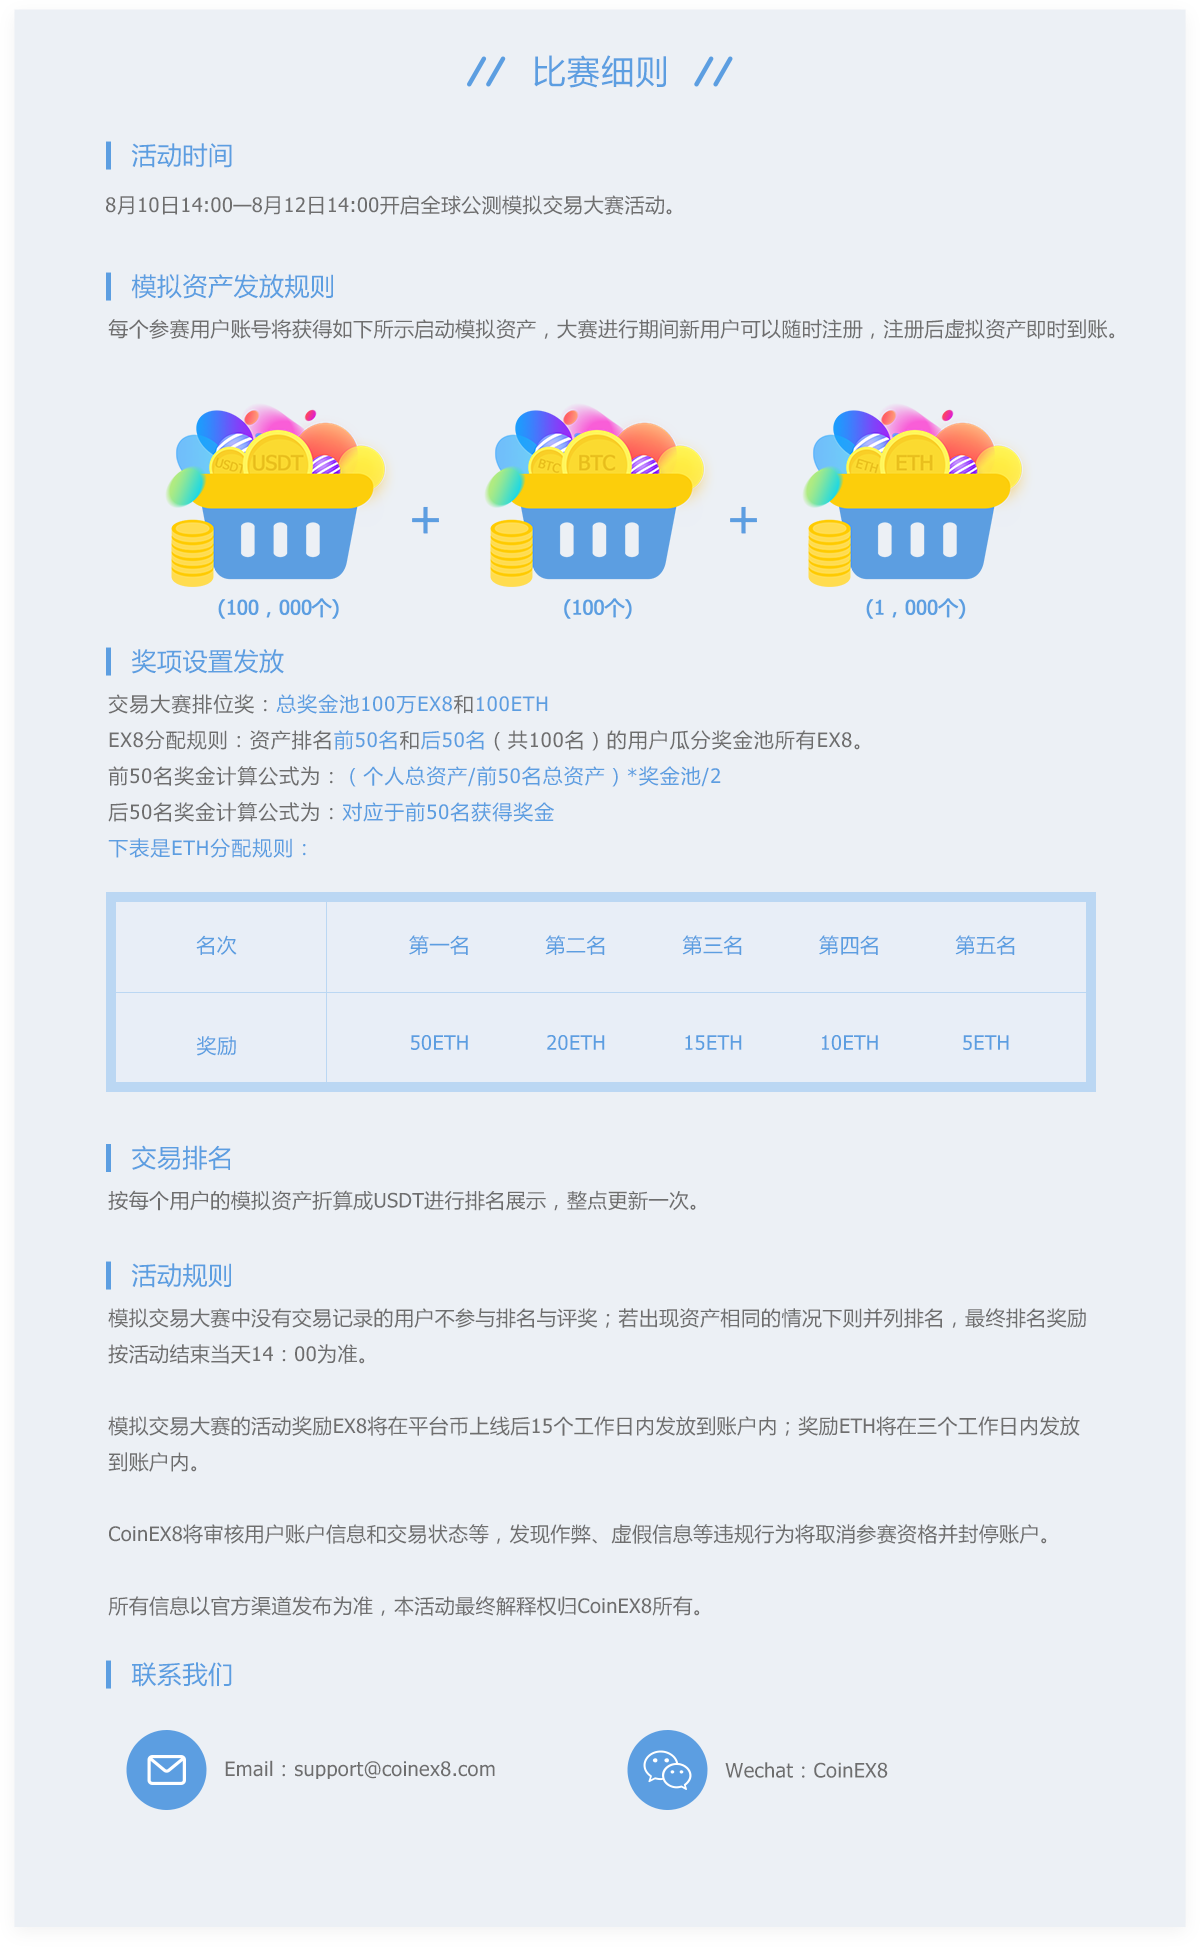 // 比赛细则 //
活动时间
8月10日14:00—8月12日14:00开启全球公测模拟交易大赛活动。
模拟资产发放规则
每个参赛用户账号将获得如下所示启动模拟资产，大赛进行期间新用户可以随时注册，注册后虚拟资产即时到账。
USDT USDT + BTC BTC + ETH ETH
(100，000个) (100个) (1，000个)
奖项设置发放
交易大赛排位奖：总奖金池100万EX8和100ETH
EX8分配规则：资产排名前50名和后50名（共100名）的用户瓜分奖金池所有EX8。
前50名奖金计算公式为：（个人总资产/前50名总资产）*奖金池/2
后50名奖金计算公式为：对应于前50名获得奖金
下表是ETH分配规则：
名次 第一名 第二名 第三名 第四名 第五名
奖励 50ETH 20ETH 15ETH 10ETH 5ETH
交易排名
按每个用户的模拟资产折算成USDT进行排名展示，整点更新一次。
活动规则
模拟交易大赛中没有交易记录的用户不参与排名与评奖；若出现资产相同的情况下则并列排名，最终排名奖励
按活动结束当天14：00为准。
模拟交易大赛的活动奖励EX8将在平台币上线后15个工作日内发放到账户内；奖励ETH将在三个工作日内发放
到账户内。
CoinEX8将审核用户账户信息和交易状态等，发现作弊、虚假信息等违规行为将取消参赛资格并封停账户。
所有信息以官方渠道发布为准，本活动最终解释权归CoinEX8所有。
联系我们
Email：support@coinex8.com Wechat：CoinEX8